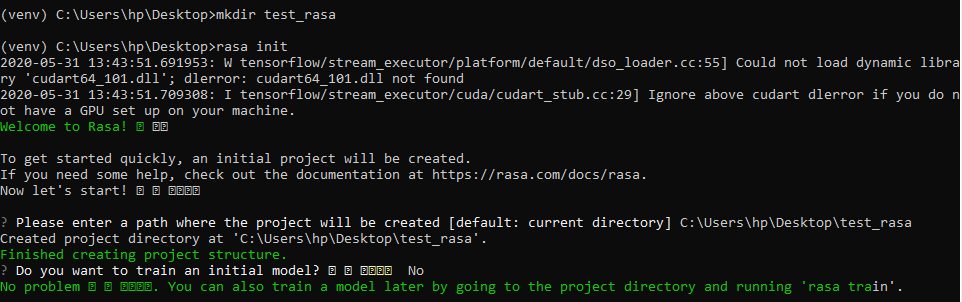 (venv) C:\Users\hp\Desktop>mkdir test_rasa
(venv) C:\Users\hp\Desktop>rasa init
2020-05-31 13:43:51.691953: W tensorflow/stream_executor/platform/default/dso_loader.cc:55] Could not load dynamic libra
ry 'cudart64_101.dll'; dlerror: cudart64_101.dll not found
2020-05-31 13:43:51.709308: I tensorflow/stream_executor/cuda/cudart_stub.cc:29] Ignore above cudart dlerror if you do n
ot have a GPU set up on your machine.
Welcome to Rasa!
To get started quickly, an initial project will be created.
If you need some help, check out the documentation at https://rasa.com/docs/rasa.
Now let's start!
? Please enter a path where the project will be created [default: current directory] C:\Users\hp\Desktop\test_rasa
Created project directory at 'C:\Users\hp\Desktop\test_rasa'.
Finished creating project structure.
? Do you want to train an initial model? No
No problem . You can also train a model later by going to the project directory and running 'rasa train'.